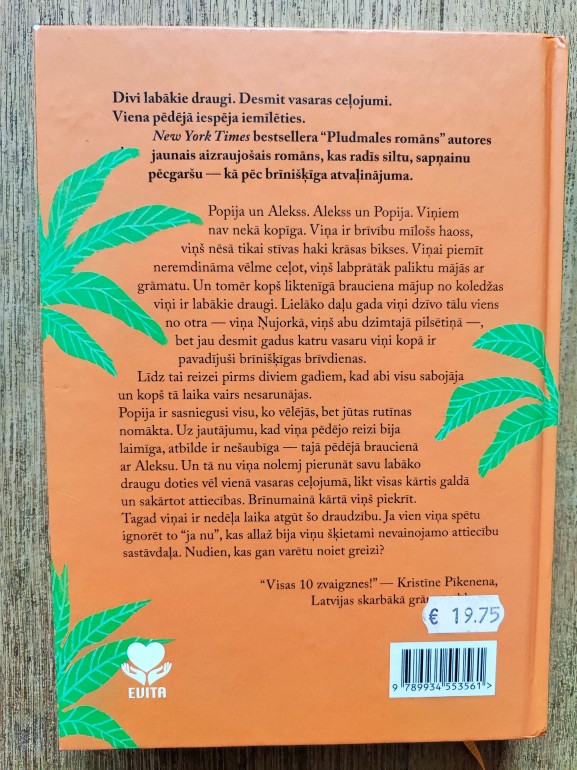 Divi labākie draugi. Desmit vasaras ceļojumi.
Viena pēdējā iespēja iemīlēties.
New York Times bestsellera “Pludmales romāns” autores
jaunais aizraujošais romāns, kas radīs siltu, sapņainu
pēcgaršu — kā pēc brīnišķīga atvaļinājuma.
Popija un Alekss. Alekss un Popija. Viņiem
nav nekā kopīga. Viņa ir brīvību mīlošs haoss,
viņš nēsā tikai stīvas haki krāsas bikses. Viņai piemīt
neremdināma vēlme ceļot, viņš labprātāk paliktu mājās ar
grāmatu. Un tomēr kopš liktenīgā brauciena mājup no koledžas
viņi ir labākie draugi. Lielāko daļu gada viņi dzīvo tālu viens
no otra — viņa Ņujorkā, viņš abu dzimtajā pilsētiņā —,
bet jau desmit gadus katru vasaru viņi kopā ir
pavadījuši brīnišķīgas brīvdienas.
Līdz tai reizei pirms diviem gadiem, kad abi visu sabojāja
un kopš tā laika vairs nesarunājas.
Popija ir sasniegusi visu, ko vēlējās, bet jūtas rutīnas
nomākta. Uz jautājumu, kad viņa pēdējo reizi bija
laimīga, atbilde ir nešaubīga — tajā pēdējā braucienā
ar Aleksu. Un tā nu viņa nolemj pierunāt savu labāko
draugu doties vēl vienā vasaras ceļojumā, likt visas kārtis galdā
un sakārtot attiecības. Brīnumainā kārtā viņš piekrīt.
Tagad viņai ir nedēļa laika atgūt šo draudzību. Ja vien viņa spētu
ignorēt to “ja nu”, kas allaž bija viņu šķietami nevainojamo attiecību
sastāvdaļa. Nudien, kas gan varētu noiet greizi?
“Visas 10 zvaigznes!” — Kristīne Pikenena,
Latvijas skarbākā
€ 19.75
EVITA
9 789934 553561 >